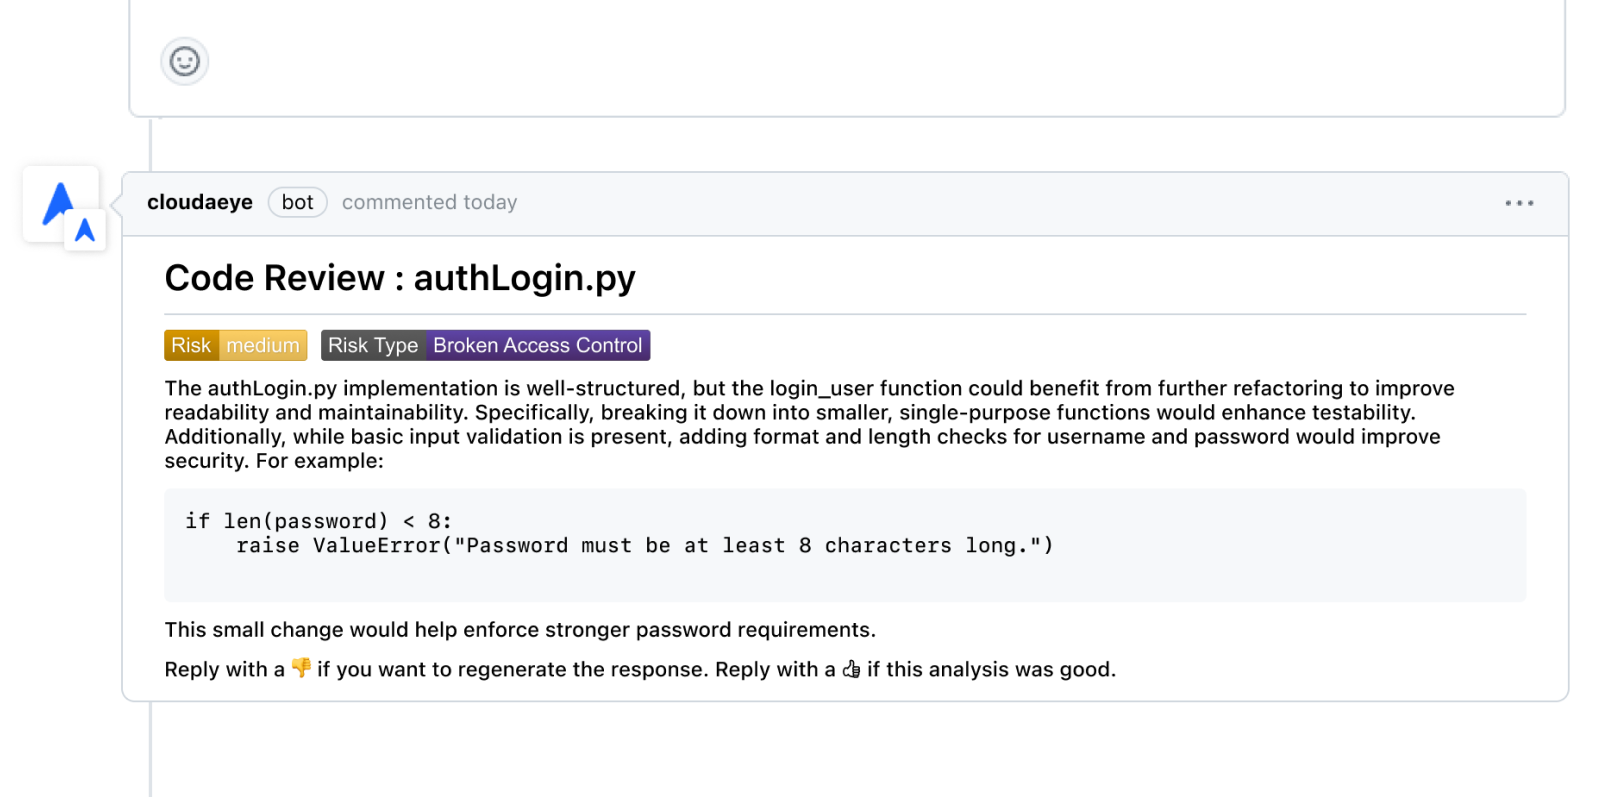 cloudaeye bot commented today
Code Review : authLogin.py
Risk medium Risk Type Broken Access Control
The authLogin.py implementation is well-structured, but the login_user function could benefit from further refactoring to improve
readability and maintainability. Specifically, breaking it down into smaller, single-purpose functions would enhance testability.
Additionally, while basic input validation is present, adding format and length checks for username and password would improve
security. For example:
if len(password) < 8:
    raise ValueError("Password must be at least 8 characters long.")
This small change would help enforce stronger password requirements.
Reply with a 👎 if you want to regenerate the response. Reply with a 👍 if this analysis was good.